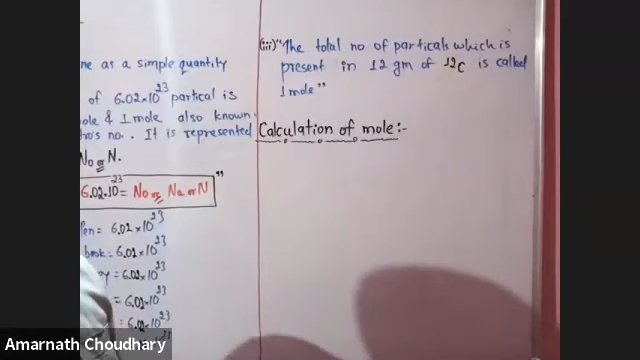 ne as a simple quantity
of 6.02×10²³ partical is
ole & 1 mole also known
ro's no. It is represented
No or N.
6.02×10²³ = No or Na or N"
Pen = 6.02×10²³
book = 6.02×10²³
= 6.02×10²³
= 6.02×10²³
= 6.02×10²³
(iii) "The total no of particals which is
present in 12 gm of ¹²C is called
1 mole"
Calculation of mole:-
Amarnath Choudhary